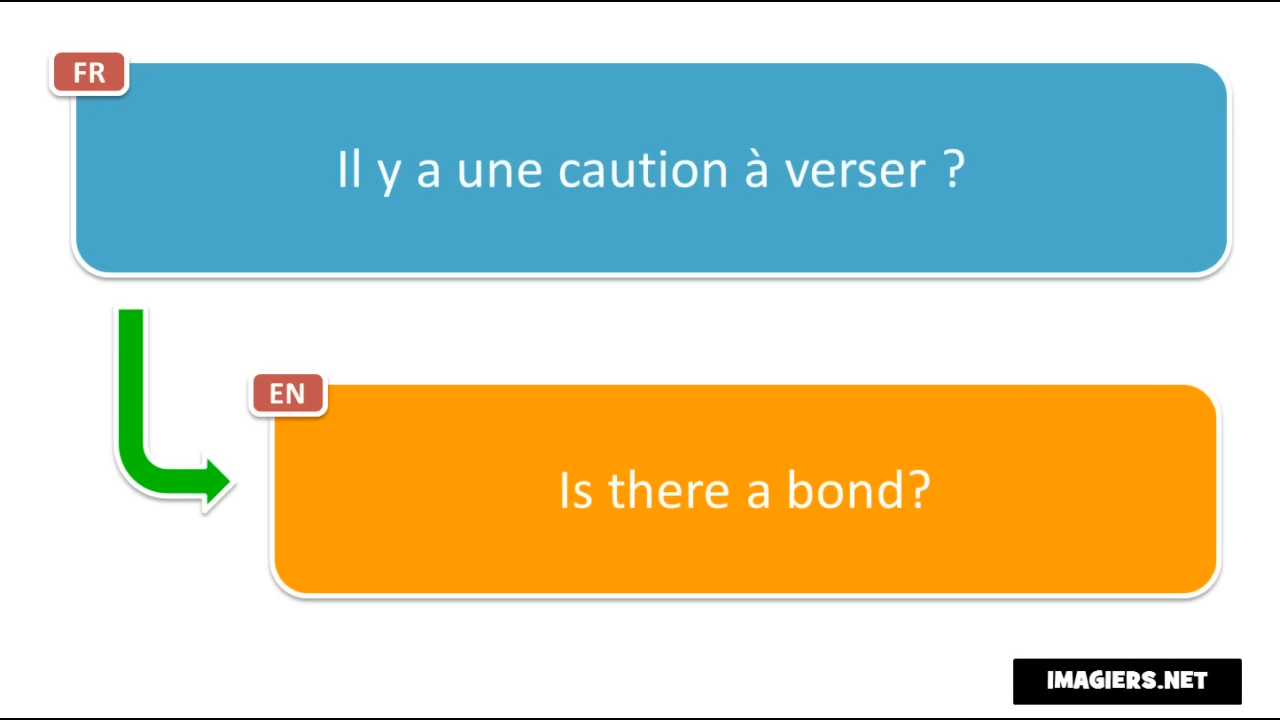 FR
Il y a une caution à verser ?
EN
Is there a bond?
IMAGIERS.NET